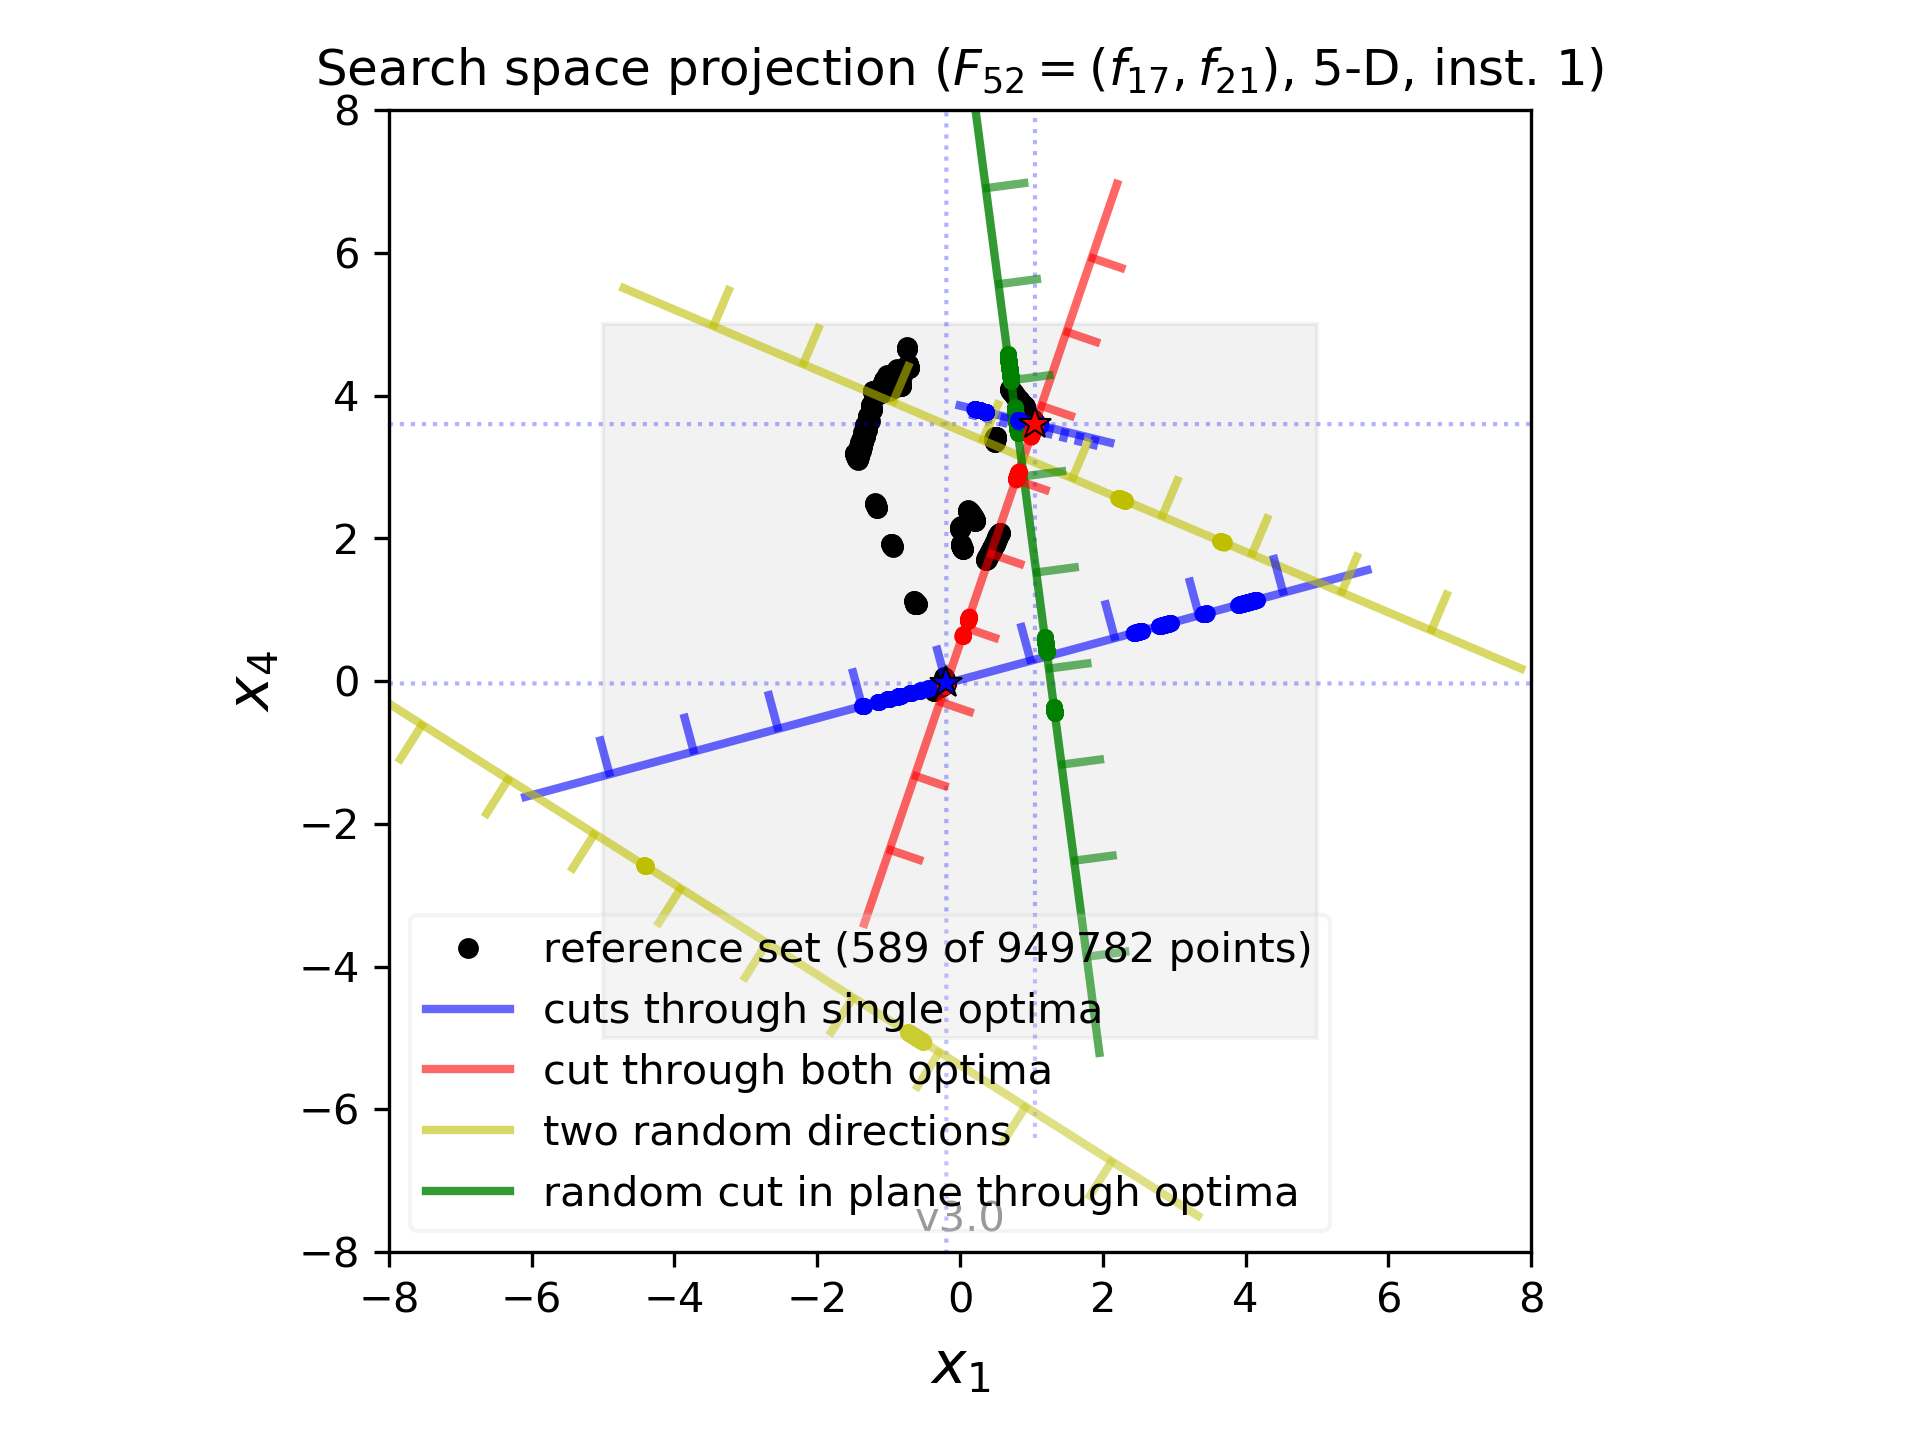 Search space projection (F₅₂ = (f₁₇, f₂₁), 5-D, inst. 1)
8
6
4
2
0
−2
−4
−6
−8
x₄
reference set (589 of 949782 points)
cuts through single optima
cut through both optima
two random directions
random cut in plane through optima
v3.0
−8 −6 −4 −2 0 2 4 6 8
x₁